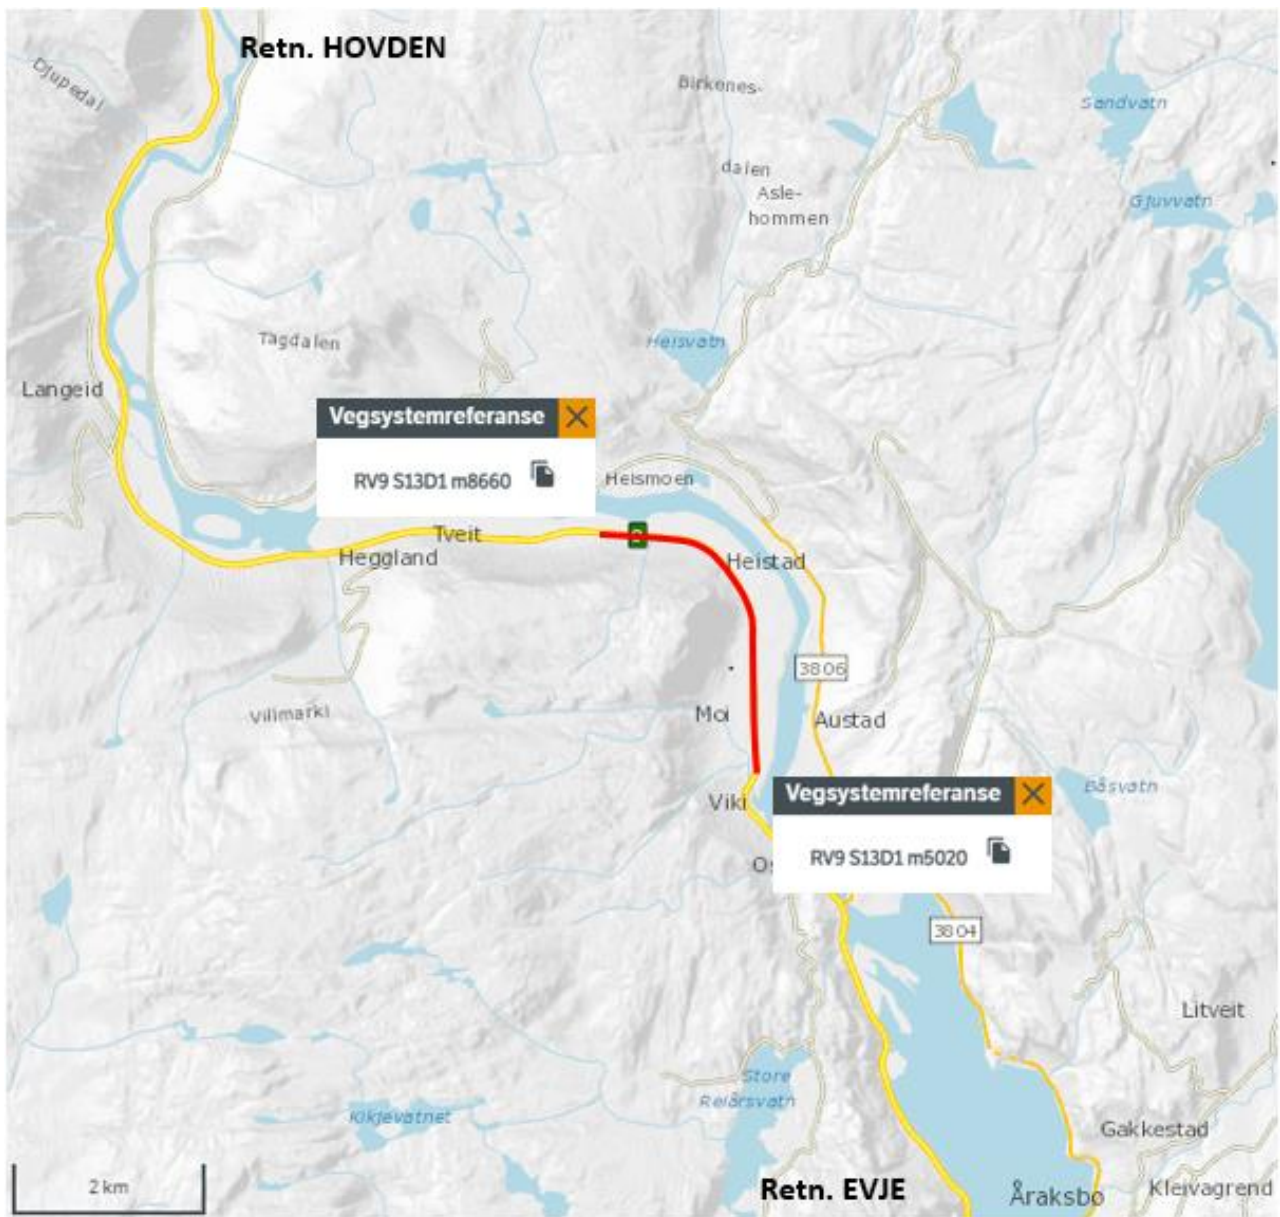 Retn. HOVDEN
Djupedal
Birkenes-
dalen
Sandvatn
Asle-
hommen
Gjuvvatn
Tagdalen
Heisvatn
Langeid
Vegsystemreferanse
RV9 S13D1 m8660
Heismoen
Tveit
9
Heggland
Heistad
3806
Villmarki
Moi
Austad
Viki
Vegsystemreferanse
Båsvatn
RV9 S13D1 m5020
3804
Litveit
Store
Reiårsvatn
Kikjevatnet
Gakkestad
2 km
Retn. EVJE
Åraksbø
Kleivagrend